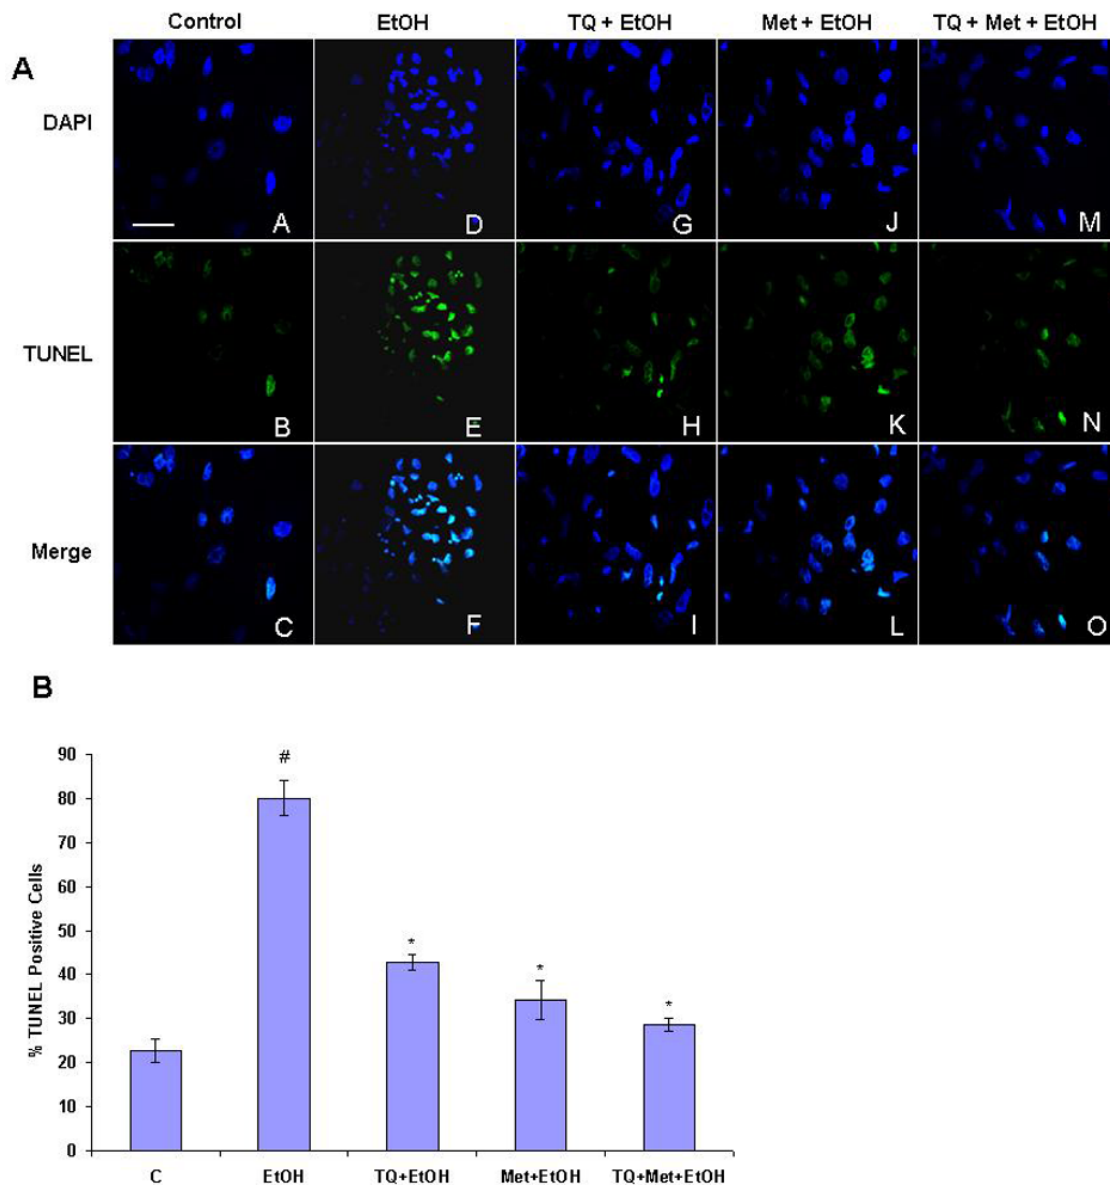 Control EtOH TQ + EtOH Met + EtOH TQ + Met + EtOH
A
DAPI
A D G J M
TUNEL
B E H K N
Merge
C F I L O
B
90
#
80
70
60
50
*
40
*
30
*
20
10
0
% TUNEL Positive Cells
C EtOH TQ+EtOH Met+EtOH TQ+Met+EtOH